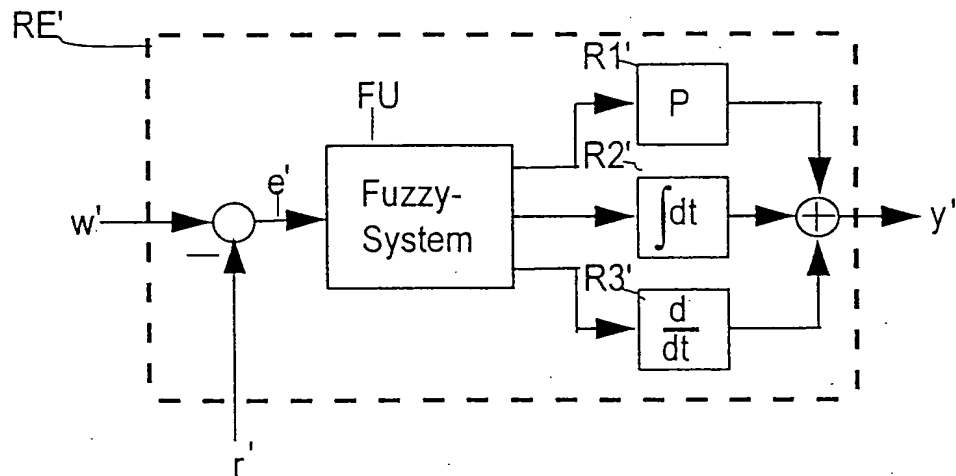 RE'
R1'
P
FU
R2'
e'
Fuzzy-
System
∫dt
w'
—
+
y'
R3'
d
dt
r'